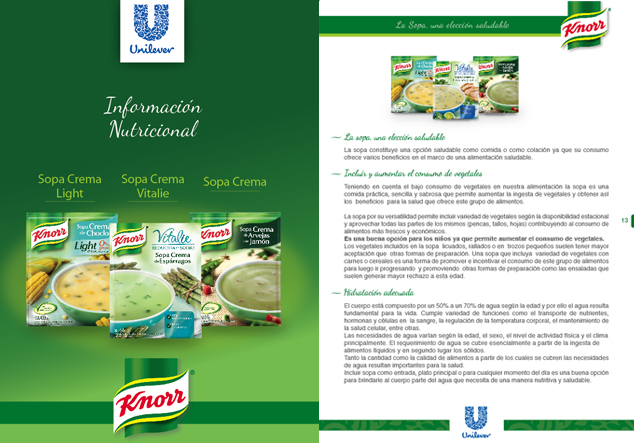 Unilever
Información
Nutricional
Sopa Crema
Light
Sopa Crema
Vitalie
Sopa Crema
Knorr
Sopa Crema
de Choclo
Light
Knorr
Vitalie
REDUCIDA EN SODIO
Sopa Crema
de Espárragos
Knorr
Sopa Crema
de Arvejas
con Jamón
Knorr
La Sopa, una elección saludable
Knorr
Knorr
Light
Knorr
Vitalie
Knorr
La sopa, una elección saludable
La sopa constituye una opción saludable como comida o como colación ya que su consumo
ofrece varios beneficios en el marco de una alimentación saludable.
Incluir y aumentar el consumo de vegetales
Teniendo en cuenta el bajo consumo de vegetales en nuestra alimentación la sopa es una
comida práctica, sencilla y sabrosa que permite aumentar la ingesta de vegetales y obtener así
los beneficios para la salud que ofrece este grupo de alimentos.
La sopa por su versatilidad permite incluir variedad de vegetales según la disponibilidad estacional
y aprovechar todas las partes de los mismos (pencas, tallos, hojas) contribuyendo al consumo de
alimentos más frescos y económicos.
Es una buena opción para los niños ya que permite aumentar el consumo de vegetales.
Los vegetales incluidos en la sopa licuados, rallados o en trozos pequeños suelen tener mayor
aceptación que otras formas de preparación. Una sopa que incluya variedad de vegetales con
carnes o cereales es una forma de promover e incentivar el consumo de este grupo de alimentos
para luego ir progresando y promoviendo otras formas de preparación como las ensaladas que
suelen generar mayor rechazo a esta edad.
13
Hidratación adecuada
El cuerpo está compuesto por un 50% a un 70% de agua según la edad y por ello el agua resulta
fundamental para la vida. Cumple variedad de funciones como el transporte de nutrientes,
hormonas y células en la sangre, la regulación de la temperatura corporal, el mantenimiento de
la salud celular, entre otras.
Las necesidades de agua varían según la edad, el sexo, el nivel de actividad física y el clima
principalmente. El requerimiento de agua se cubre esencialmente a partir de la ingesta de
alimentos líquidos y en segundo lugar los sólidos.
Tanto la cantidad como la calidad de alimentos a partir de los cuales se cubren las necesidades
de agua resultan importantes para la salud.
Incluir sopa como entrada, plato principal o para cualquier momento del día es una buena opción
para brindarle al cuerpo parte del agua que necesita de una manera nutritiva y saludable.
Unilever